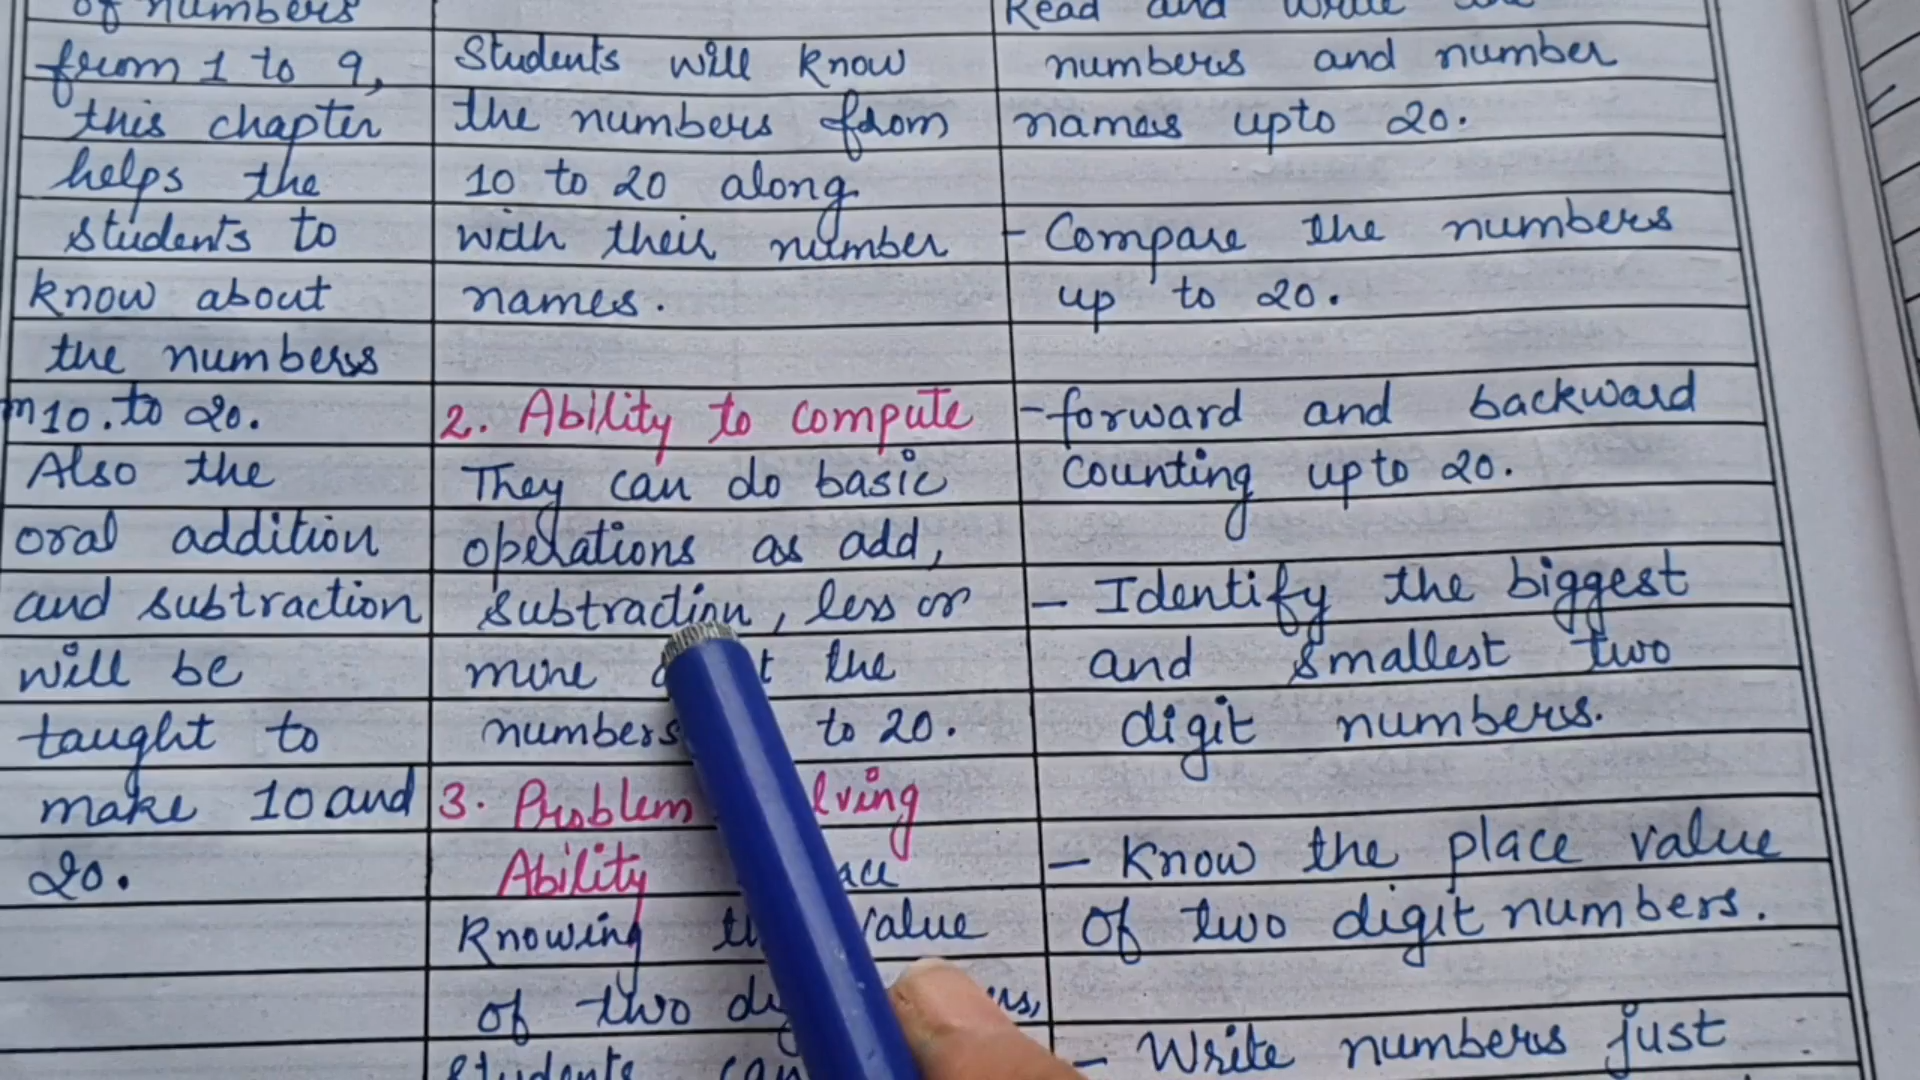 of numbers
from 1 to 9,
this chapter
helps the
students to
know about
the numbers
m 10. to 20.
Also the
oral addition
and subtraction
will be
taught to
make 10 and
20.
Students will know
the numbers from
10 to 20 along
with their number
names.
2. Ability to compute
They can do basic
operations as add,
subtraction, less or
more the
numbers to 20.
3. Problem
Ability
Knowing value
of two
Students can
Read and write the
numbers and number
names upto 20.
- Compare the numbers
up to 20.
- forward and backward
counting upto 20.
- Identify the biggest
and smallest two
digit numbers.
- Know the place value
of two digit numbers.
- Write numbers just